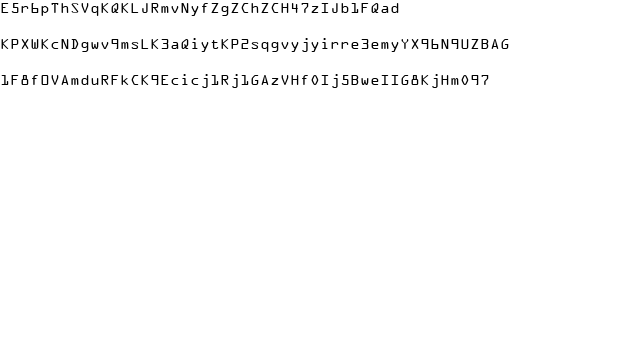 E5r6pThSVqKQKLJRmvNyfZgZChZCH47zIJb1FQad
KPXWKcNDgwv9msLK3aQiytKP2sqgvyjyirre3emyYX96N9UZBAG
1F8fOVAmduRFkCK9Ecicj1Rj1GAzVHf0Ij5BweIIG8KjHm097